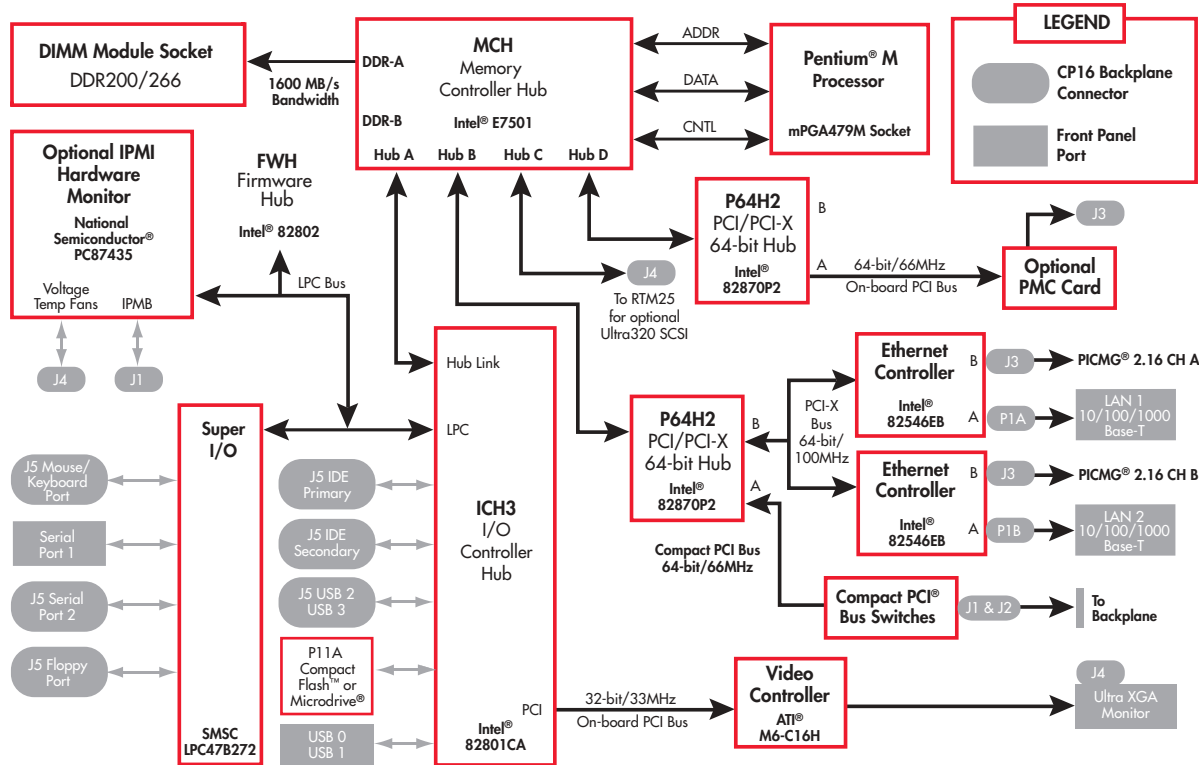 DIMM Module Socket
DDR200/266
1600 MB/s
Bandwidth
DDR-A
DDR-B
MCH
Memory
Controller Hub
Intel® E7501
Hub A
Hub B
Hub C
Hub D
ADDR
DATA
CNTL
Pentium® M
Processor
mPGA479M Socket
LEGEND
CP16 Backplane
Connector
Front Panel
Port
Optional IPMI
Hardware
Monitor
National
Semiconductor®
PC87435
Voltage
Temp Fans
IPMB
J4
J1
FWH
Firmware
Hub
Intel® 82802
LPC Bus
J4
To RTM25
for optional
Ultra320 SCSI
P64H2
PCI/PCI-X
64-bit Hub
Intel®
82870P2
B
A
64-bit/66MHz
On-board PCI Bus
J3
Optional
PMC Card
Super
I/O
SMSC
LPC47B272
J5 Mouse/
Keyboard
Port
Serial
Port 1
J5 Serial
Port 2
J5 Floppy
Port
Hub Link
LPC
ICH3
I/O
Controller
Hub
PCI
Intel®
82801CA
J5 IDE
Primary
J5 IDE
Secondary
J5 USB 2
USB 3
P11A
Compact
Flash™ or
Microdrive®
USB 0
USB 1
P64H2
PCI/PCI-X
64-bit Hub
Intel®
82870P2
B
A
PCI-X
Bus
64-bit/
100MHz
Compact PCI Bus
64-bit/66MHz
Ethernet
Controller
Intel®
82546EB
B
A
J3
PICMG® 2.16 CH A
P1A
LAN 1
10/100/1000
Base-T
Ethernet
Controller
Intel®
82546EB
B
A
J3
PICMG® 2.16 CH B
P1B
LAN 2
10/100/1000
Base-T
Compact PCI®
Bus Switches
J1 & J2
To
Backplane
32-bit/33MHz
On-board PCI Bus
Video
Controller
ATI®
M6-C16H
J4
Ultra XGA
Monitor